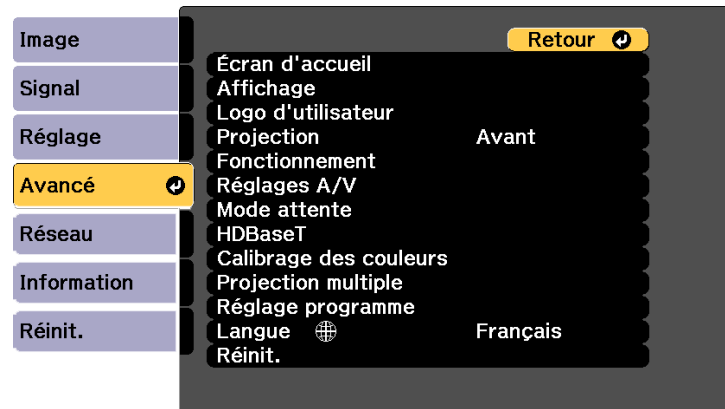 Image
Signal
Réglage
Avancé
Réseau
Information
Réinit.
Retour
Écran d'accueil
Affichage
Logo d'utilisateur
Projection Avant
Fonctionnement
Réglages A/V
Mode attente
HDBaseT
Calibrage des couleurs
Projection multiple
Réglage programme
Langue Français
Réinit.